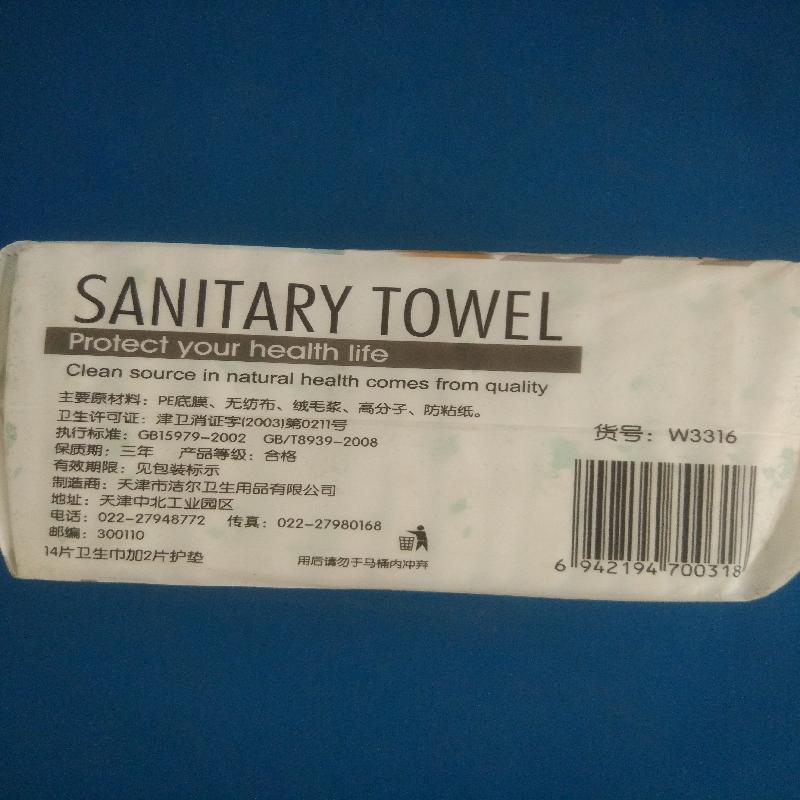 SANITARY TOWEL
Protect your health life
Clean source in natural health comes from quality
主要原材料：PE底膜、无纺布、绒毛浆、高分子、防粘纸。
卫生许可证：津卫消证字(2003)第0211号
执行标准：GB15979-2002 GB/T8939-2008
保质期：三年 产品等级：合格
有效期限：见包装标示
制造商：天津市洁尔卫生用品有限公司
地址：天津中北工业园区
电话：022-27948772 传真：022-27980168
邮编：300110
14片卫生巾加2片护垫
用后请勿于马桶内冲弃
货号：W3316
6 942194 700318